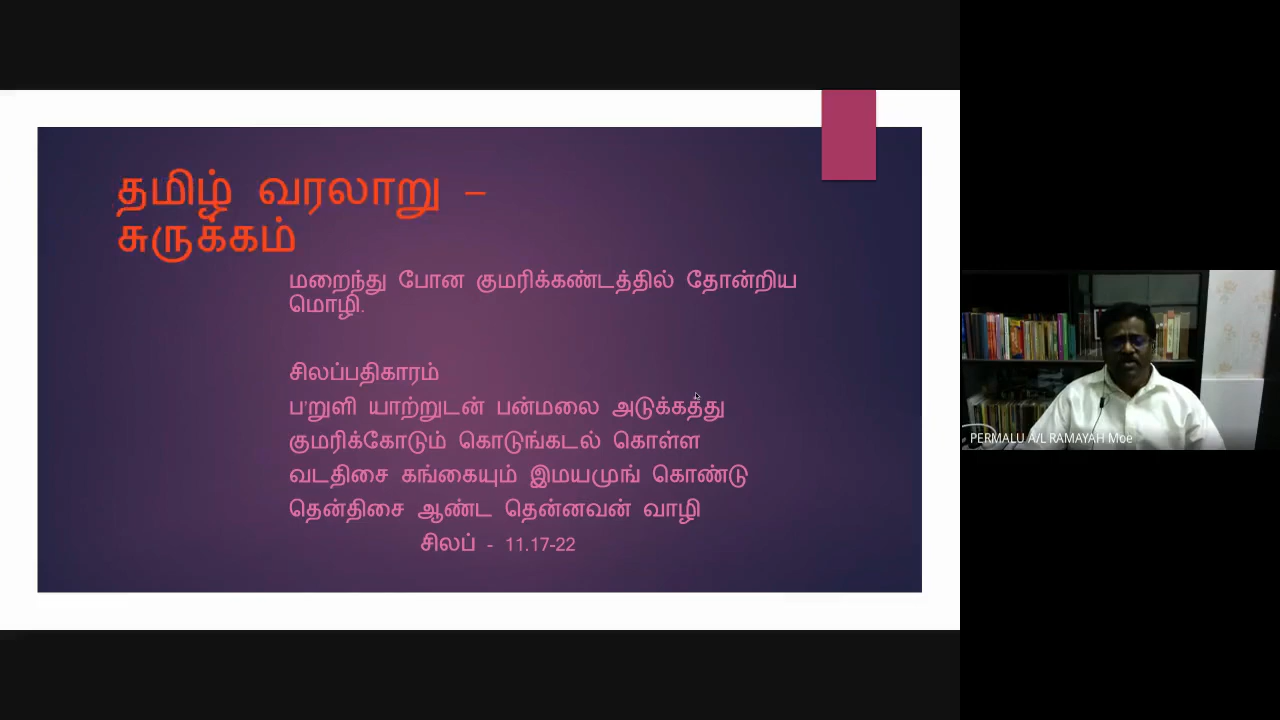 தமிழ் வரலாறு –
சுருக்கம்
மறைந்து போன குமரிக்கண்டத்தில் தோன்றிய
மொழி.
சிலப்பதிகாரம்
ப’றுளி யாற்றுடன் பன்மலை அடுக்கத்து
குமரிக்கோடும் கொடுங்கடல் கொள்ள
வடதிசை கங்கையும் இமயமுங் கொண்டு
தென்திசை ஆண்ட தென்னவன் வாழி
சிலப் - 11.17-22
PERMALU A/L RAMAYAH Moe